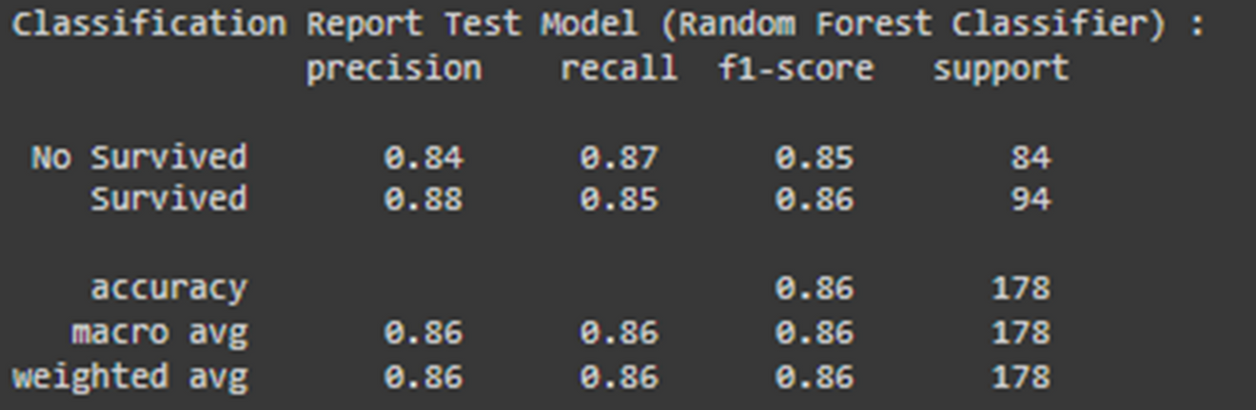 Classification Report Test Model (Random Forest Classifier) :
precision recall f1-score support
No Survived 0.84 0.87 0.85 84
Survived 0.88 0.85 0.86 94
accuracy 0.86 178
macro avg 0.86 0.86 0.86 178
weighted avg 0.86 0.86 0.86 178